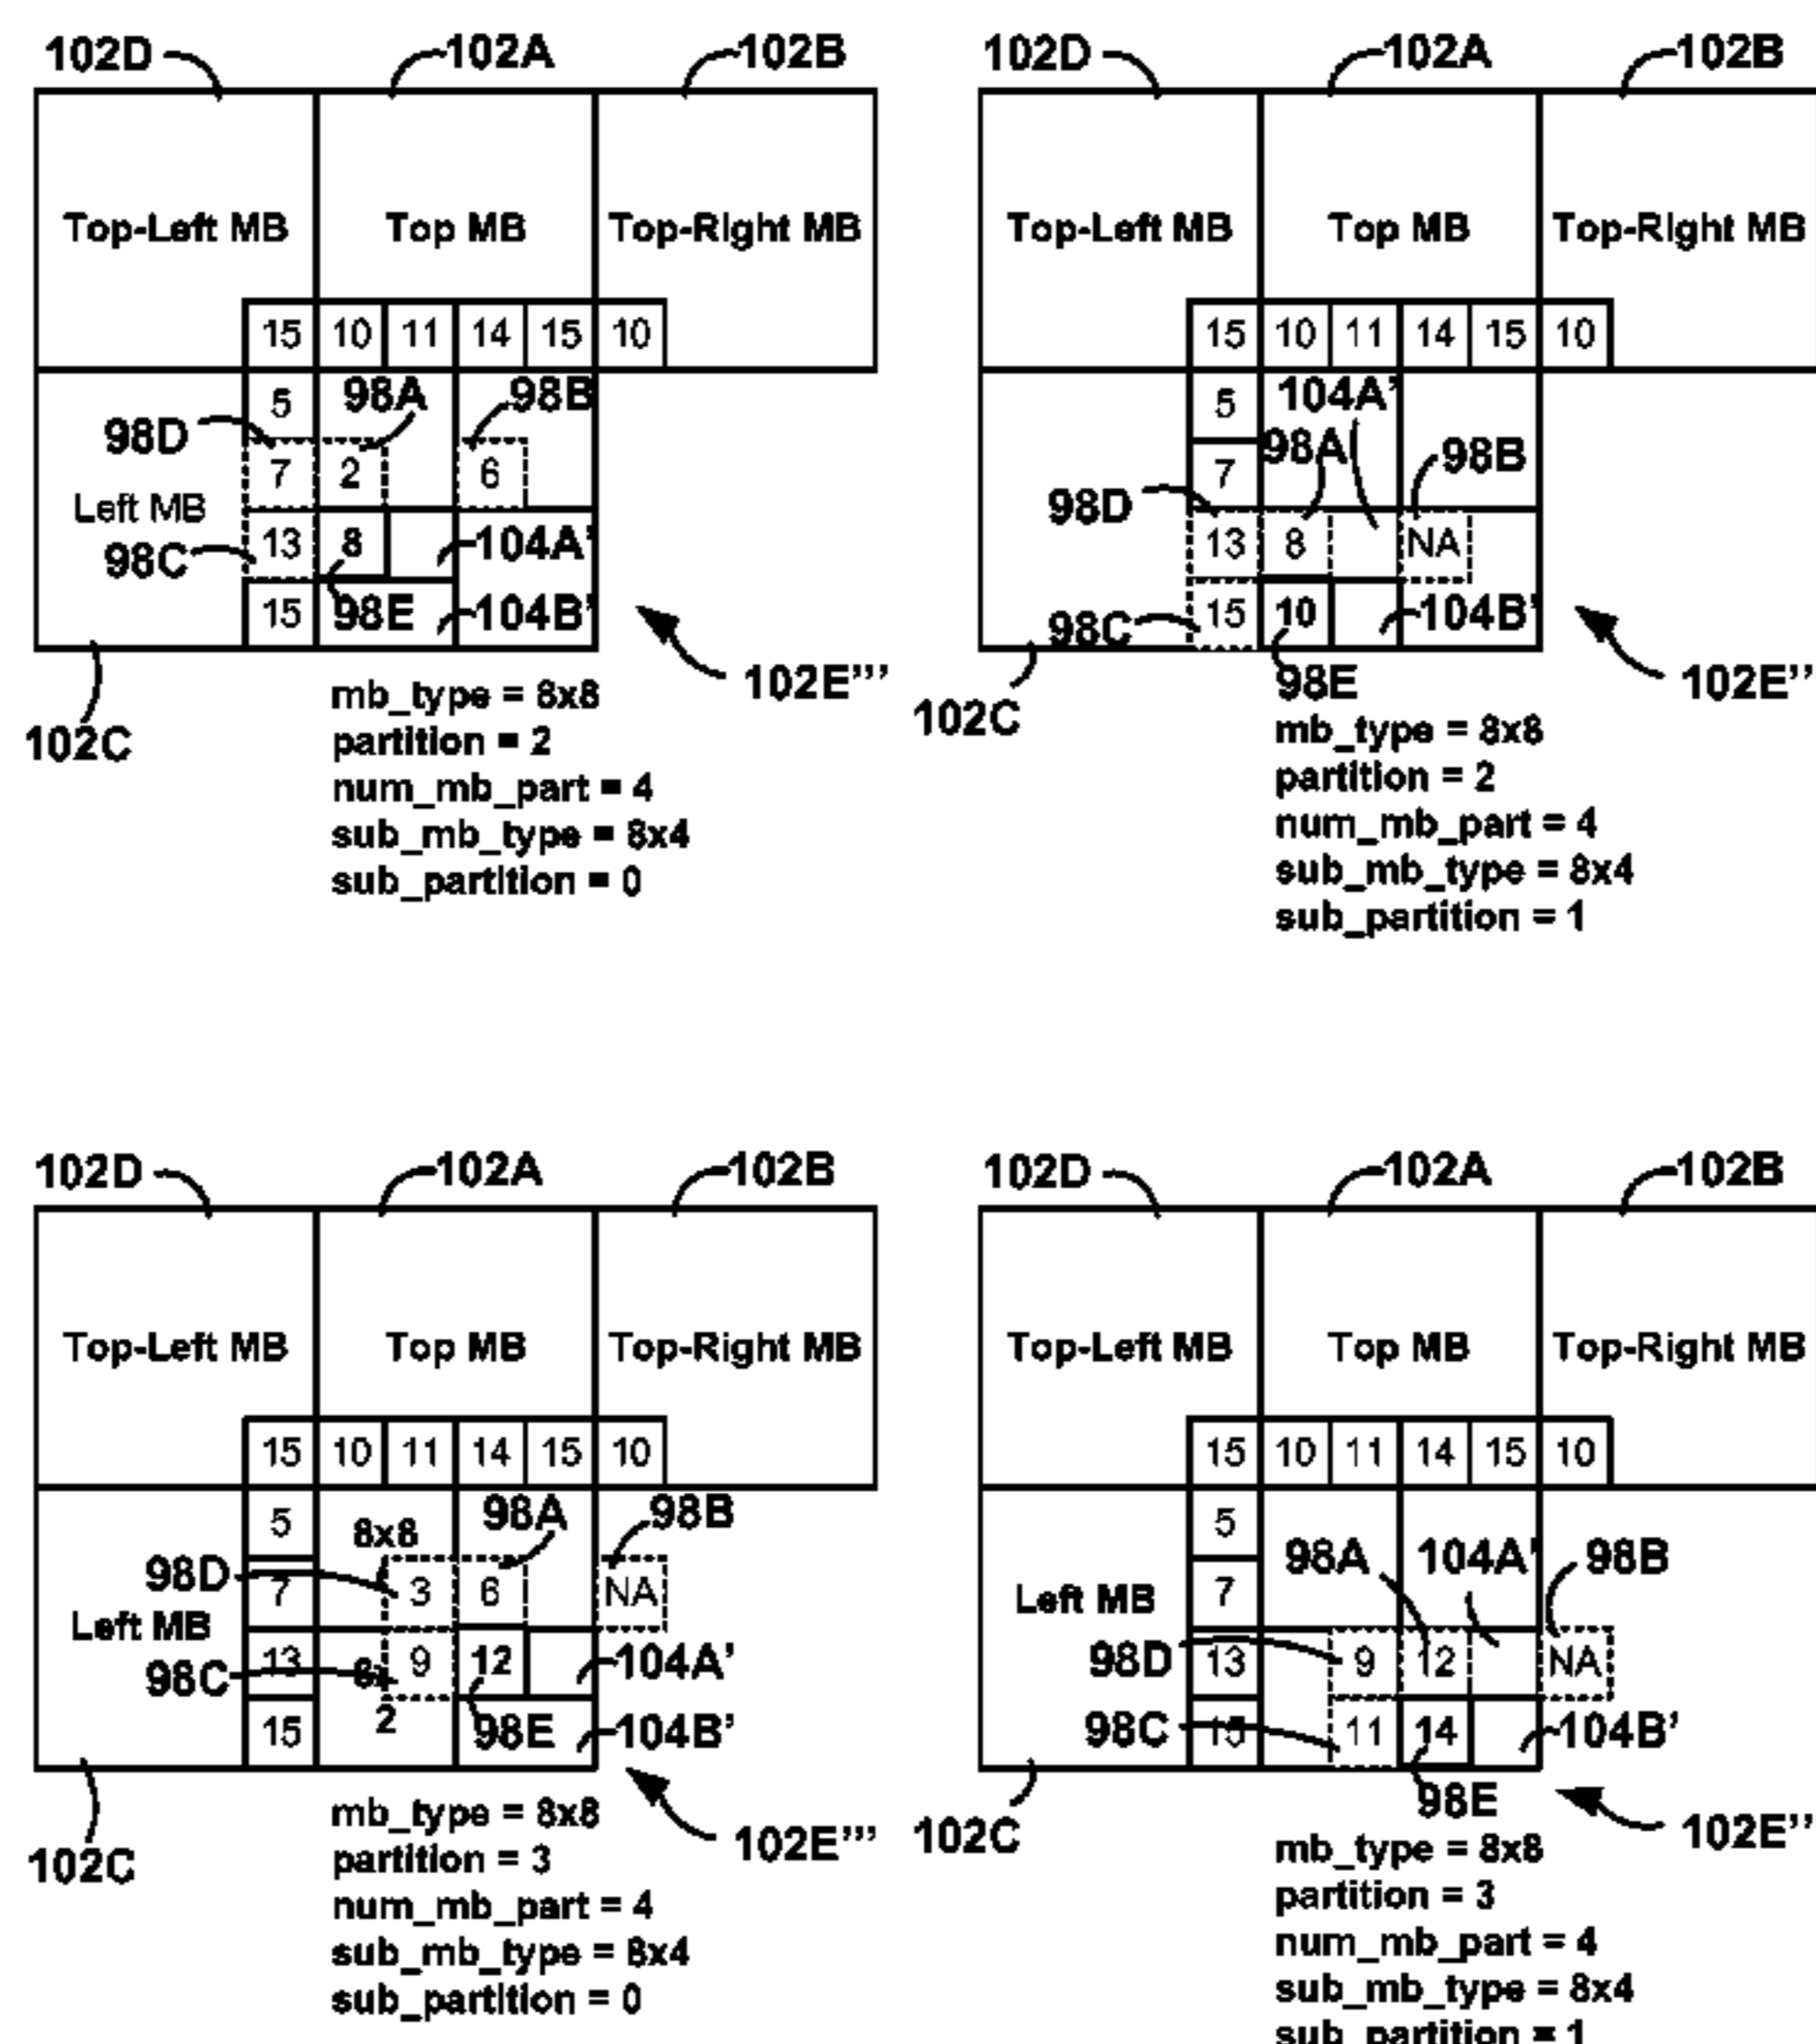 102D 102A 102B
Top-Left MB Top MB Top-Right MB
15 10 11 14 15 10
5 98A 98B
98D 7 2 6
Left MB
98C 13 8 104A'
15 98E 104B'
102E'''
102C
mb_type = 8x8
partition = 2
num_mb_part = 4
sub_mb_type = 8x4
sub_partition = 0
102D 102A 102B
Top-Left MB Top MB Top-Right MB
15 10 11 14 15 10
5 104A'
7 98A 98B
98D 13 8 NA
98C 15 10 104B'
98E 102E''
102C
mb_type = 8x8
partition = 2
num_mb_part = 4
sub_mb_type = 8x4
sub_partition = 1
102D 102A 102B
Top-Left MB Top MB Top-Right MB
15 10 11 14 15 10
5 8x8 98A 98B
98D 7 3 6 NA
Left MB
98C 13 9 12 104A'
15 2 98E 104B'
102E'''
102C
mb_type = 8x8
partition = 3
num_mb_part = 4
sub_mb_type = 8x4
sub_partition = 0
102D 102A 102B
Top-Left MB Top MB Top-Right MB
15 10 11 14 15 10
5 98A 104A' 98B
Left MB 7
98D 13 9 12 NA
98C 15 11 14 104B'
98E
102C 102E''
mb_type = 8x8
partition = 3
num_mb_part = 4
sub_mb_type = 8x4
sub_partition = 1